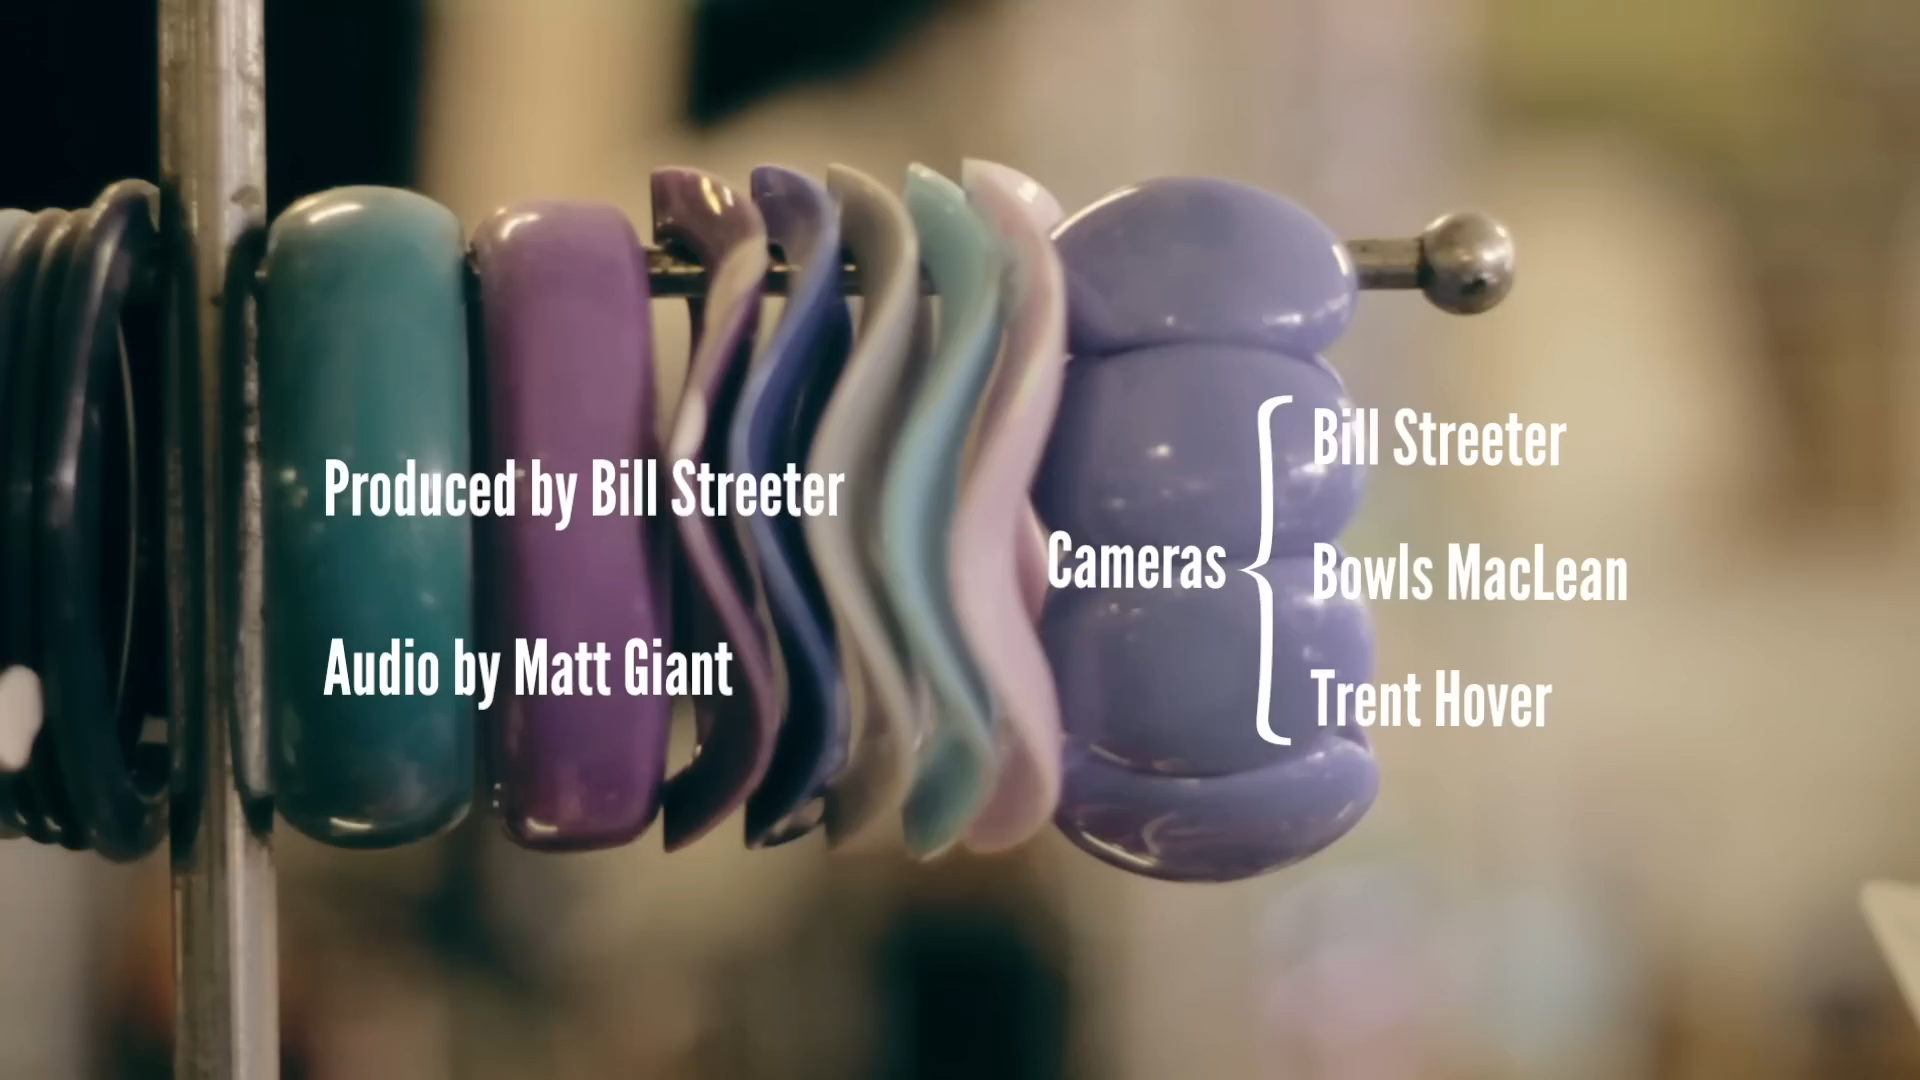 Produced by Bill Streeter
Audio by Matt Giant
Cameras
Bill Streeter
Bowls MacLean
Trent Hover